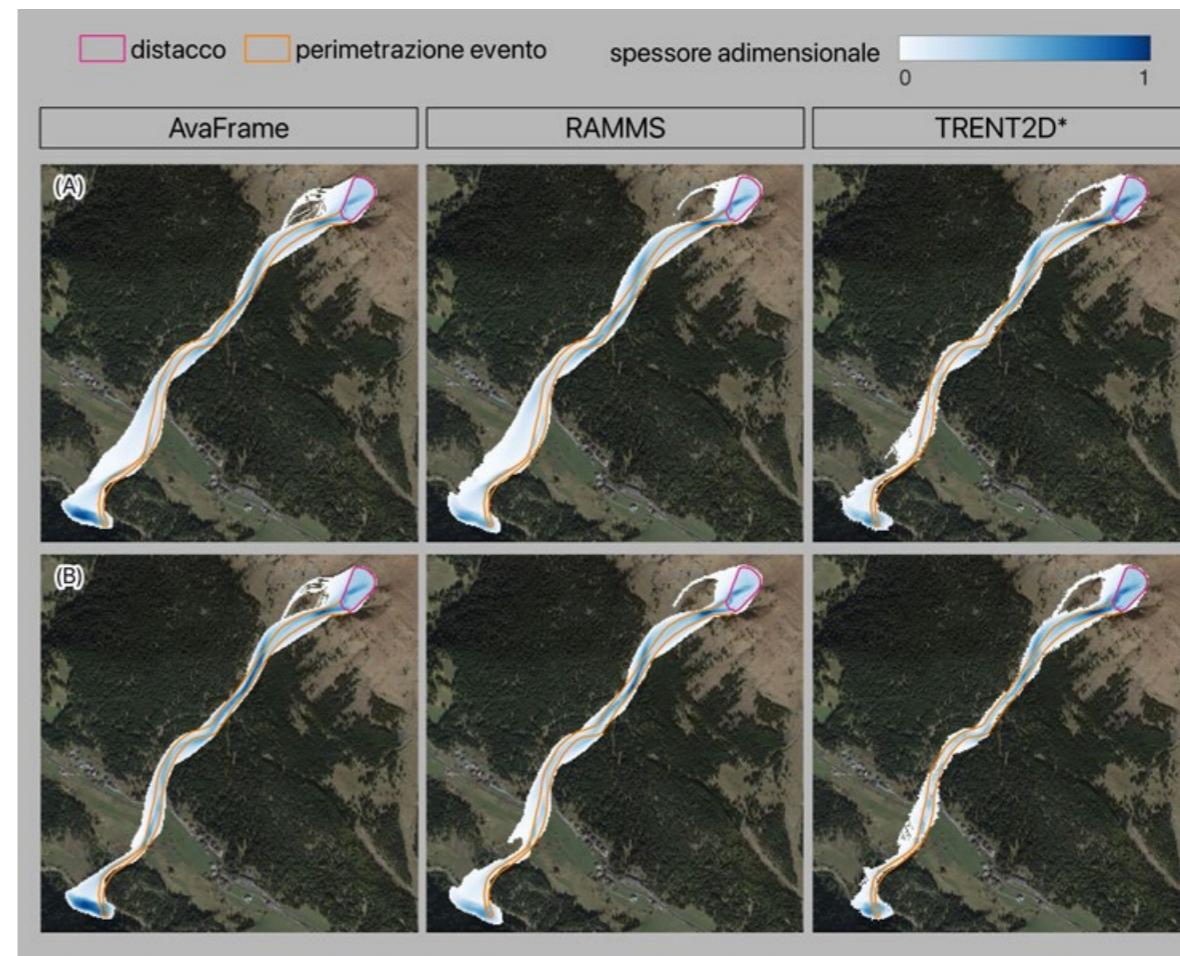 distacco perimetrazione evento spessore adimensionale
0 1
AvaFrame RAMMS TRENT2D*
(A)
(B)